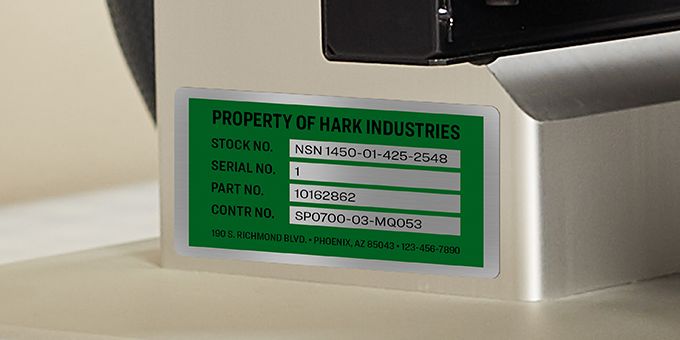 PROPERTY OF HARK INDUSTRIES
STOCK NO. NSN 1450-01-425-2548
SERIAL NO. 1
PART NO. 10162862
CONTR NO. SP0700-03-MQ053
190 S. RICHMOND BLVD. • PHOENIX, AZ 85043 • 123-456-7890